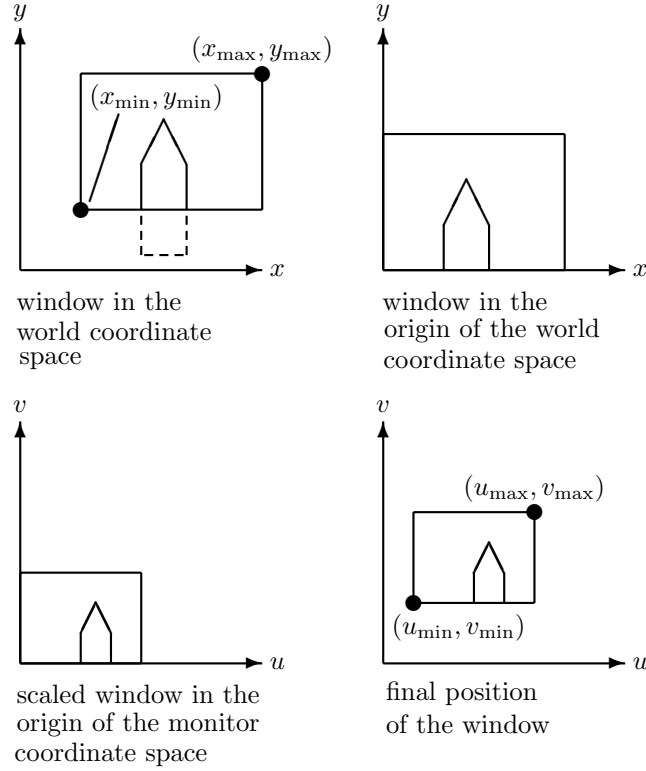 y
(x_max, y_max)
(x_min, y_min)
x
window in the
world coordinate
space
y
x
window in the
origin of the world
coordinate space
v
u
scaled window in the
origin of the monitor
coordinate space
v
(u_max, v_max)
(u_min, v_min)
u
final position
of the window